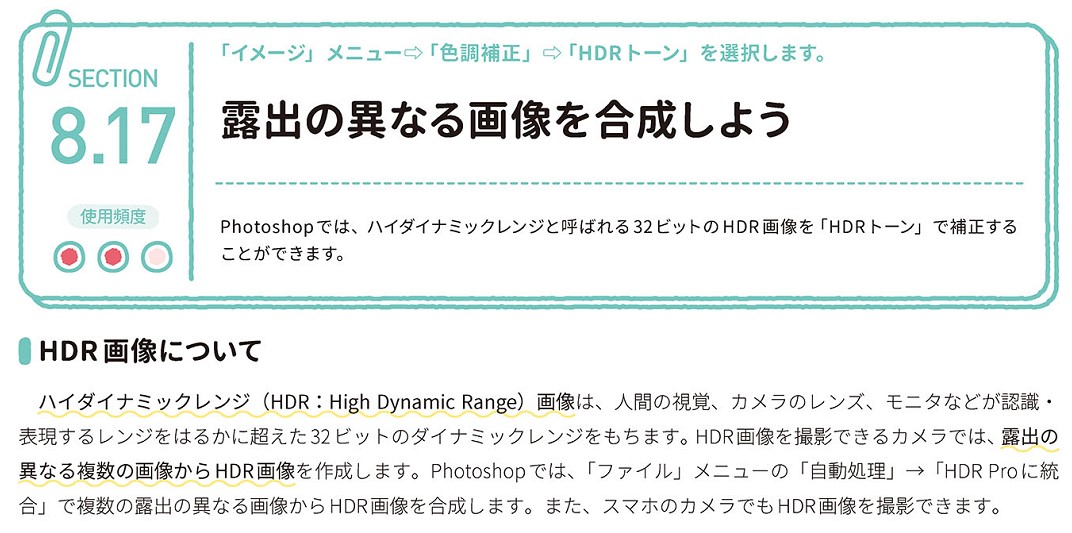 SECTION
8.17
使用頻度
「イメージ」メニュー⇨「色調補正」⇨「HDRトーン」を選択します。
露出の異なる画像を合成しよう
Photoshopでは、ハイダイナミックレンジと呼ばれる32ビットのHDR画像を「HDRトーン」で補正する
ことができます。
HDR画像について
ハイダイナミックレンジ（HDR：High Dynamic Range）画像は、人間の視覚、カメラのレンズ、モニタなどが認識・
表現するレンジをはるかに超えた32ビットのダイナミックレンジをもちます。HDR画像を撮影できるカメラでは、露出の
異なる複数の画像からHDR画像を作成します。Photoshopでは、「ファイル」メニューの「自動処理」→「HDR Proに統
合」で複数の露出の異なる画像からHDR画像を合成します。また、スマホのカメラでもHDR画像を撮影できます。